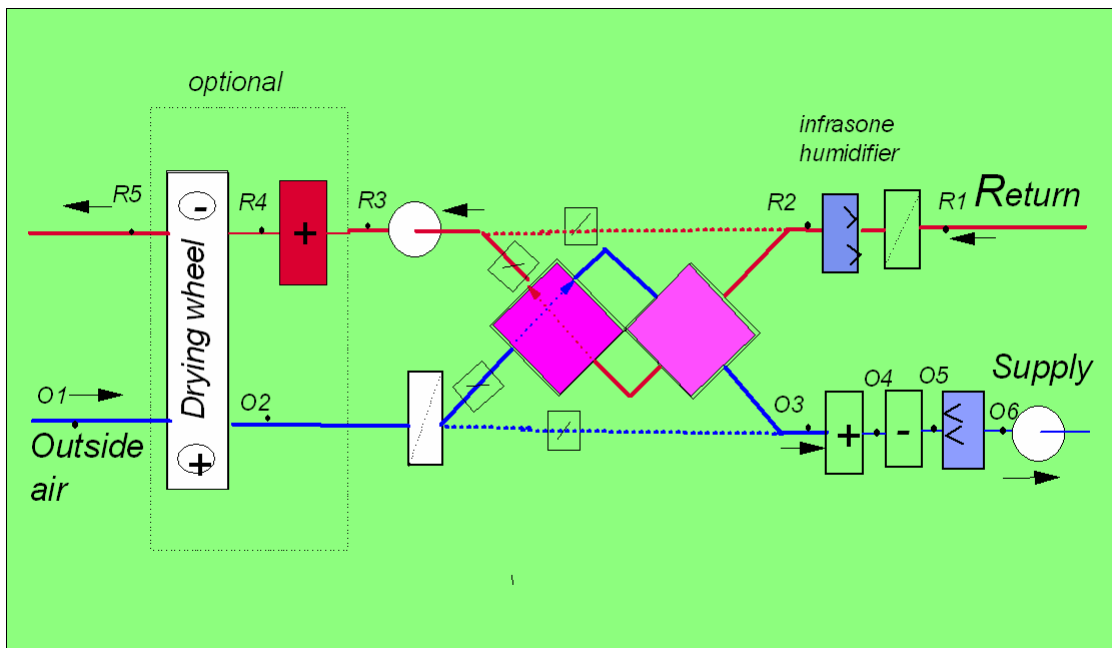 optional
infrasone
humidifier
R5
R4
R3
R2
R1
Return
-
+
Drying wheel
+
O1
Outside
air
O2
O3
O4
O5
O6
Supply
+
-